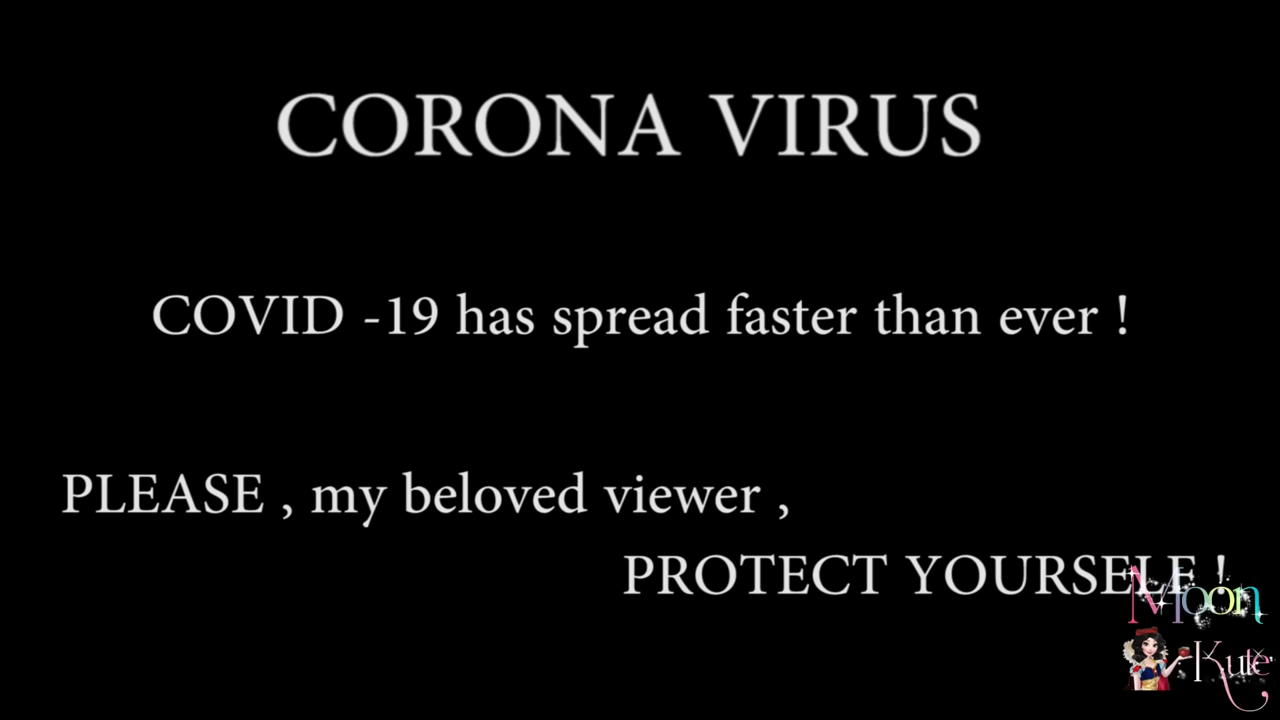 CORONA VIRUS
COVID -19 has spread faster than ever !
PLEASE , my beloved viewer ,
PROTECT YOURSELF !
Moon
Kute